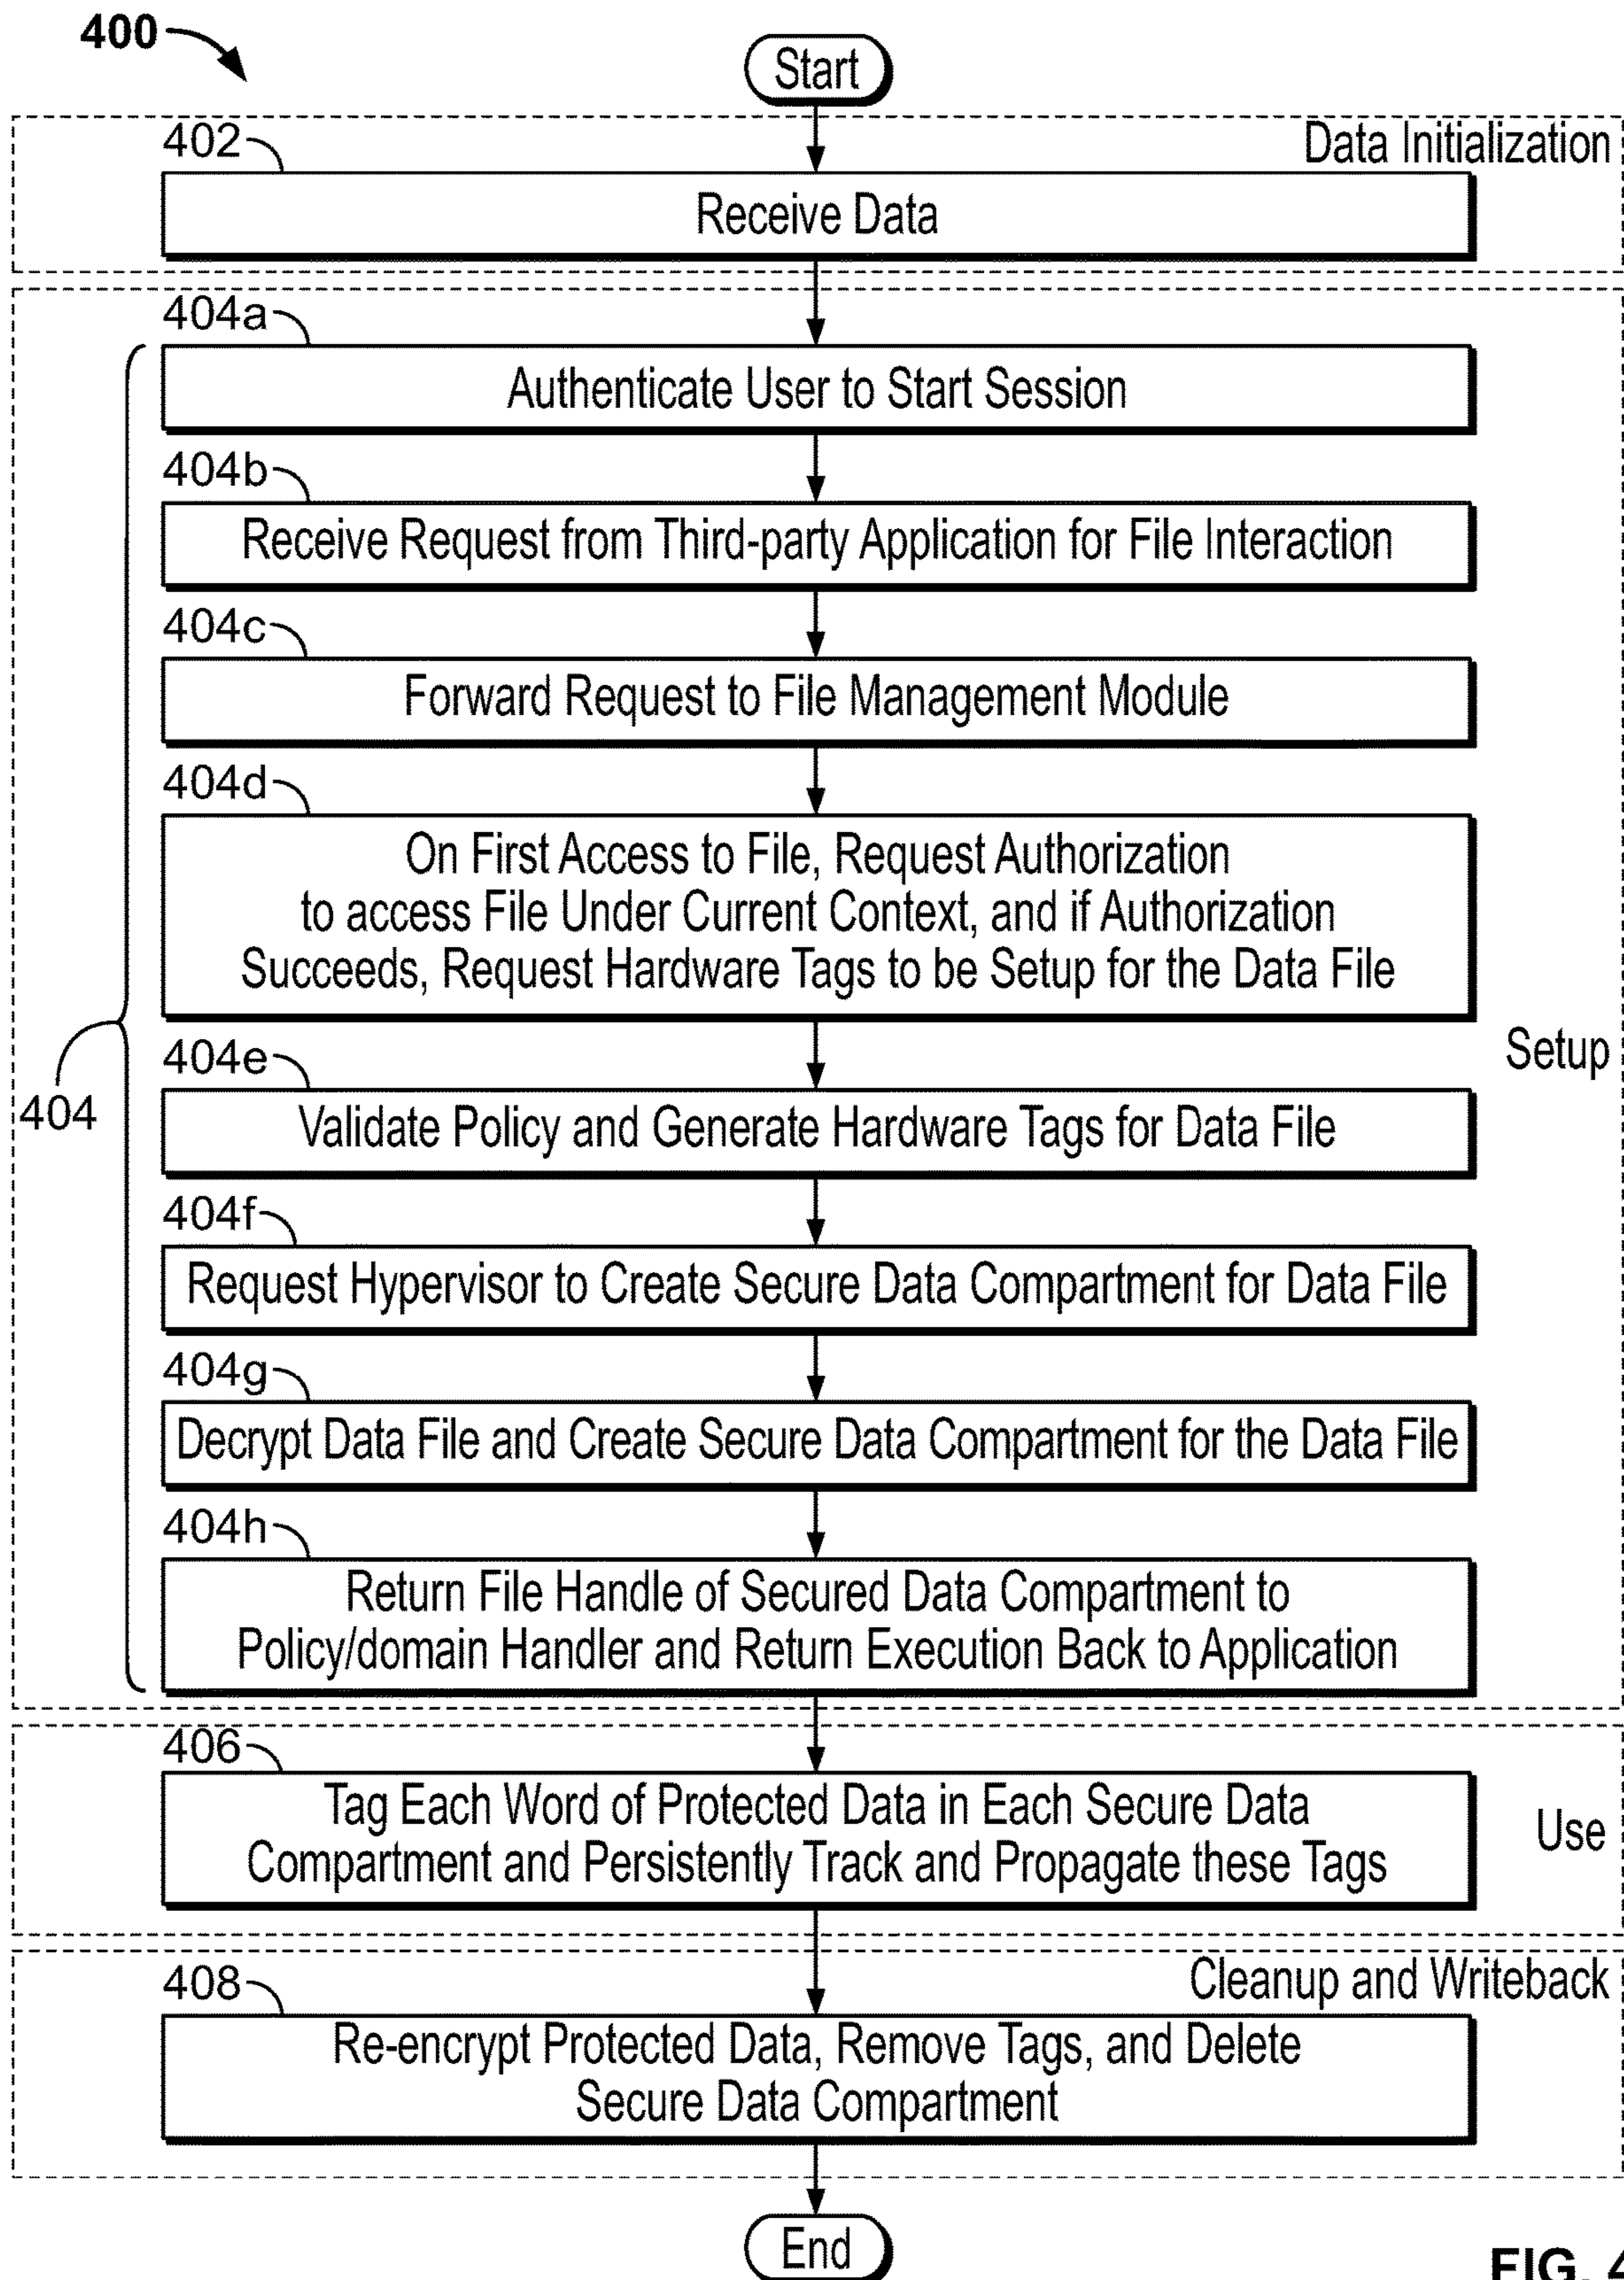 400
Start
Data Initialization
402
Receive Data
404a
Authenticate User to Start Session
404b
Receive Request from Third-party Application for File Interaction
404c
Forward Request to File Management Module
404d
On First Access to File, Request Authorization
to access File Under Current Context, and if Authorization
Succeeds, Request Hardware Tags to be Setup for the Data File
Setup
404e
404
Validate Policy and Generate Hardware Tags for Data File
404f
Request Hypervisor to Create Secure Data Compartment for Data File
404g
Decrypt Data File and Create Secure Data Compartment for the Data File
404h
Return File Handle of Secured Data Compartment to
Policy/domain Handler and Return Execution Back to Application
406
Tag Each Word of Protected Data in Each Secure Data
Compartment and Persistently Track and Propagate these Tags
Use
Cleanup and Writeback
408
Re-encrypt Protected Data, Remove Tags, and Delete
Secure Data Compartment
End
FIG. 4